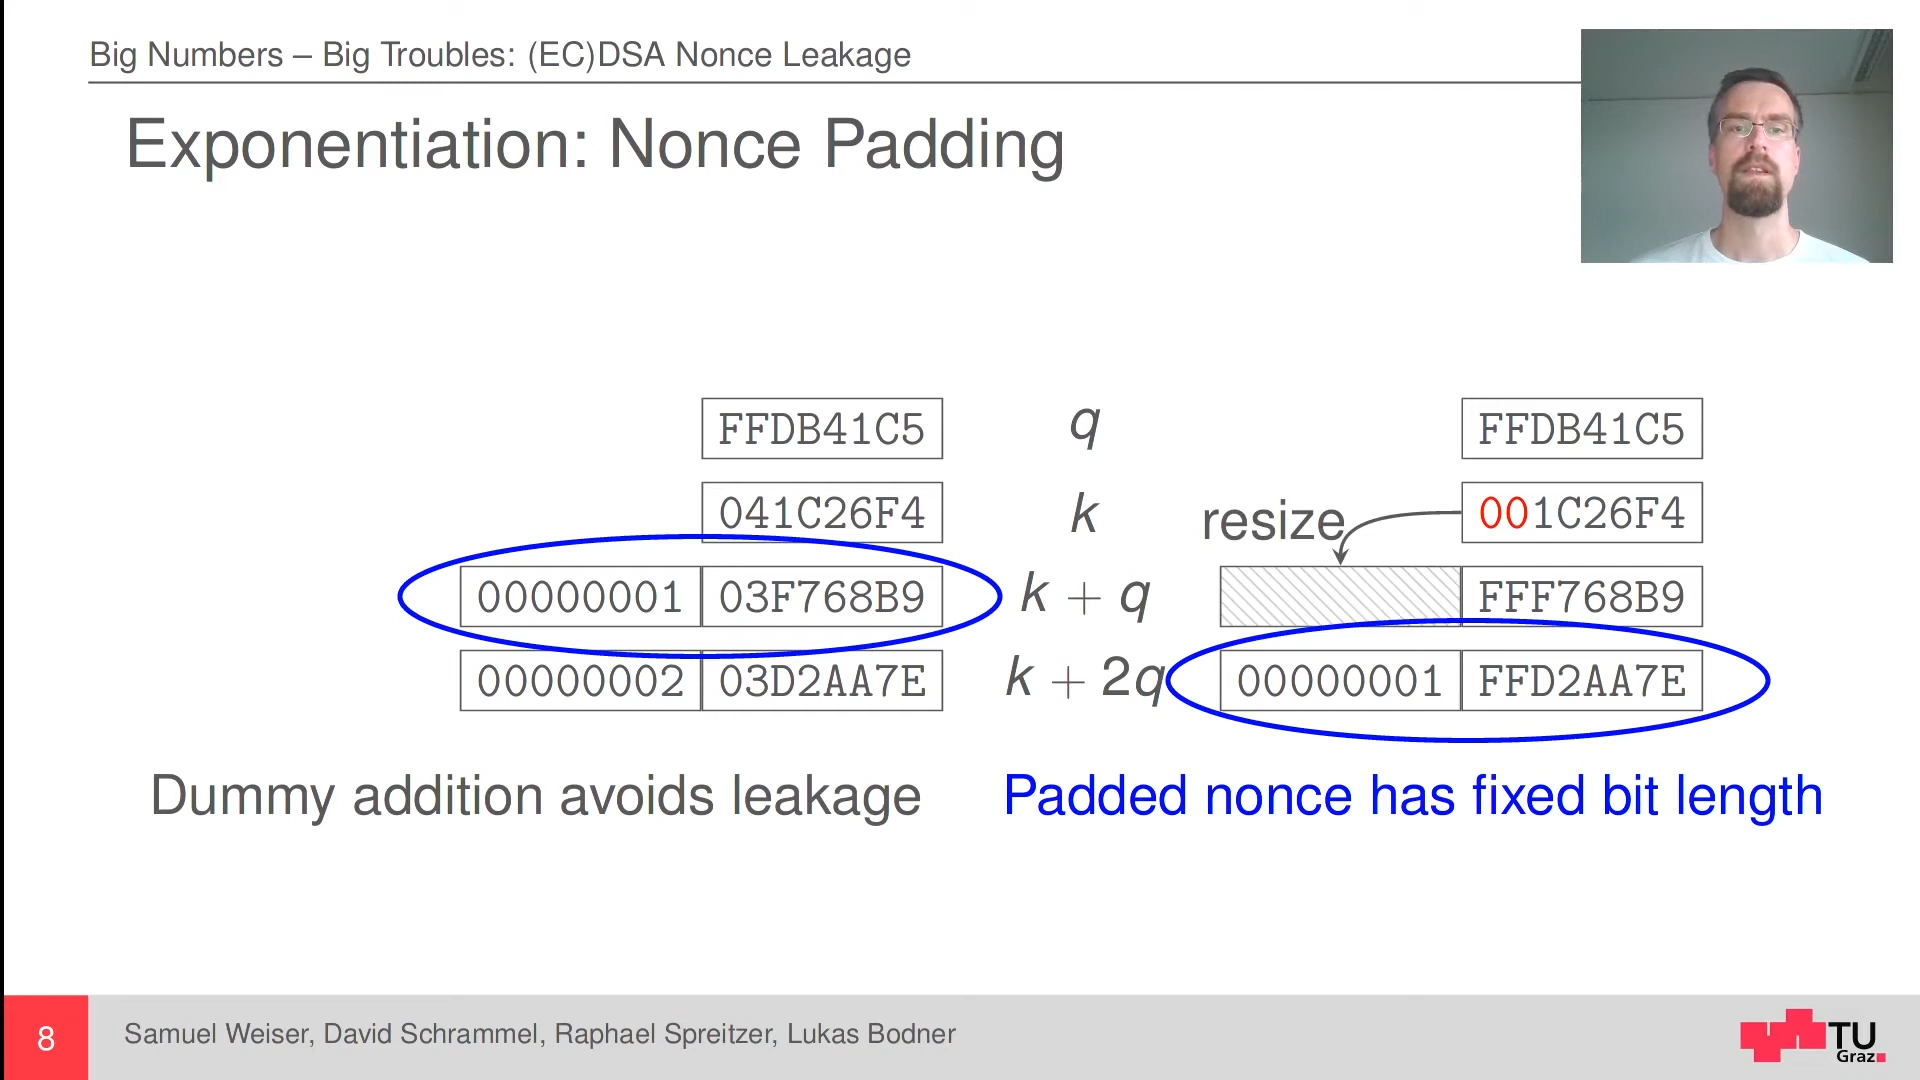 Big Numbers – Big Troubles: (EC)DSA Nonce Leakage
Exponentiation: Nonce Padding
FFDB41C5 q FFDB41C5
041C26F4 k resize 001C26F4
00000001 03F768B9 k + q FFF768B9
00000002 03D2AA7E k + 2q 00000001 FFD2AA7E
Dummy addition avoids leakage Padded nonce has fixed bit length
8 Samuel Weiser, David Schrammel, Raphael Spreitzer, Lukas Bodner
TU
Graz